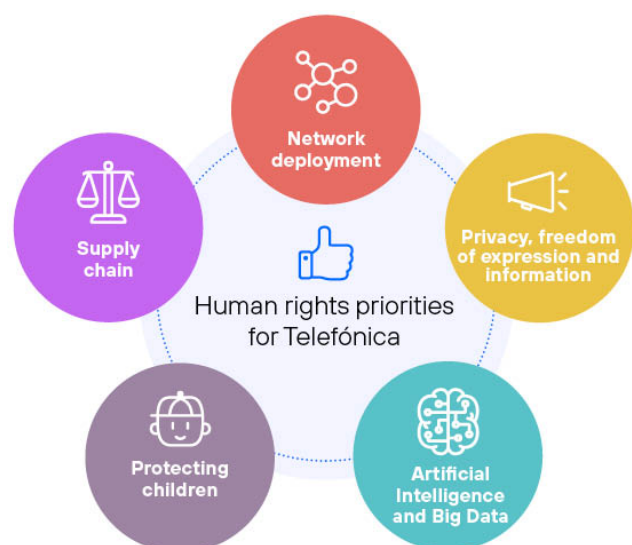 Network
deployment
Privacy, freedom
of expression and
information
Artificial
Intelligence
and Big Data
Protecting
children
Supply
chain
Human rights priorities
for Telefónica